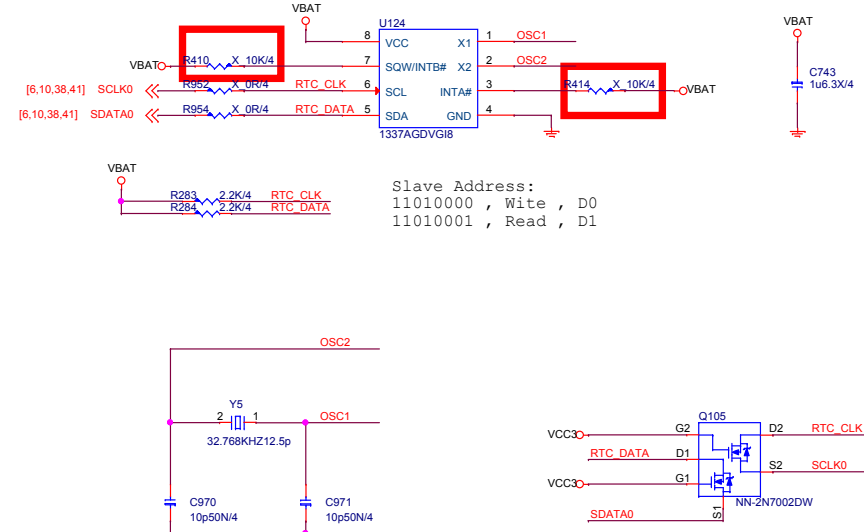 VBAT
VBAT
U124
8 VCC X1 1 OSC1
VBAT R410 X_10K/4 7 SQW/INTB# X2 2 OSC2
[6,10,38,41] SCLK0 R952 X_0R/4 RTC_CLK 6 SCL INTA# 3 R414 X_10K/4 VBAT
[6,10,38,41] SDATA0 R954 X_0R/4 RTC_DATA 5 SDA GND 4
1337AGDVGI8
C743
1u6.3X/4
VBAT
R283 2.2K/4 RTC_CLK
R284 2.2K/4 RTC_DATA
Slave Address:
11010000 , Wite , D0
11010001 , Read , D1
OSC2
Y5
2 1 OSC1
32.768KHZ12.5p
C970
10p50N/4
C971
10p50N/4
Q105
VCC3 G2 D2 RTC_CLK
RTC_DATA D1
S2 SCLK0
VCC3 G1
NN-2N7002DW
SDATA0 S1